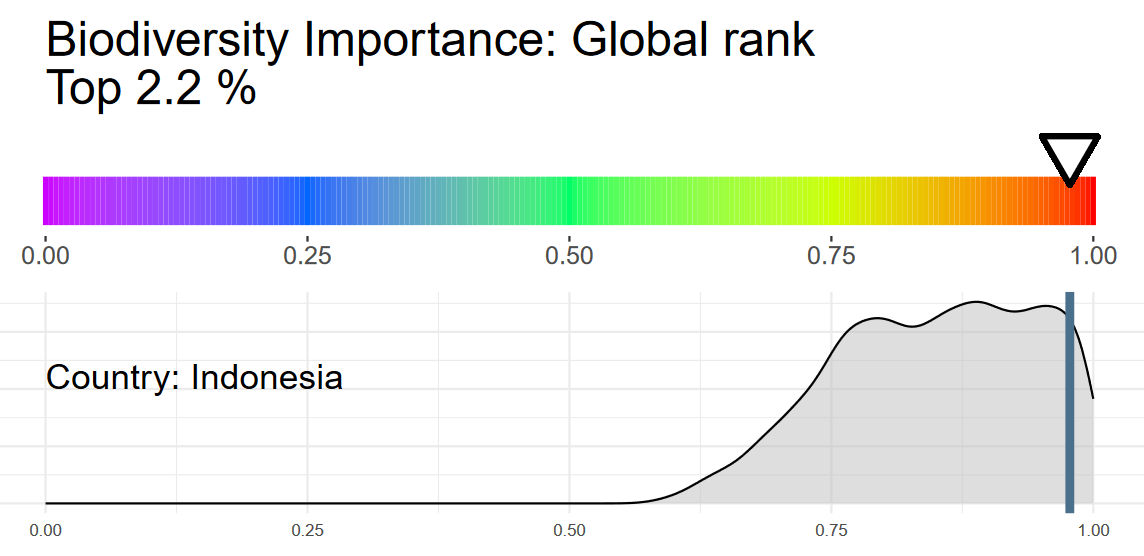 Biodiversity Importance: Global rank
Top 2.2 %
0.00 0.25 0.50 0.75 1.00
Country: Indonesia
0.00 0.25 0.50 0.75 1.00